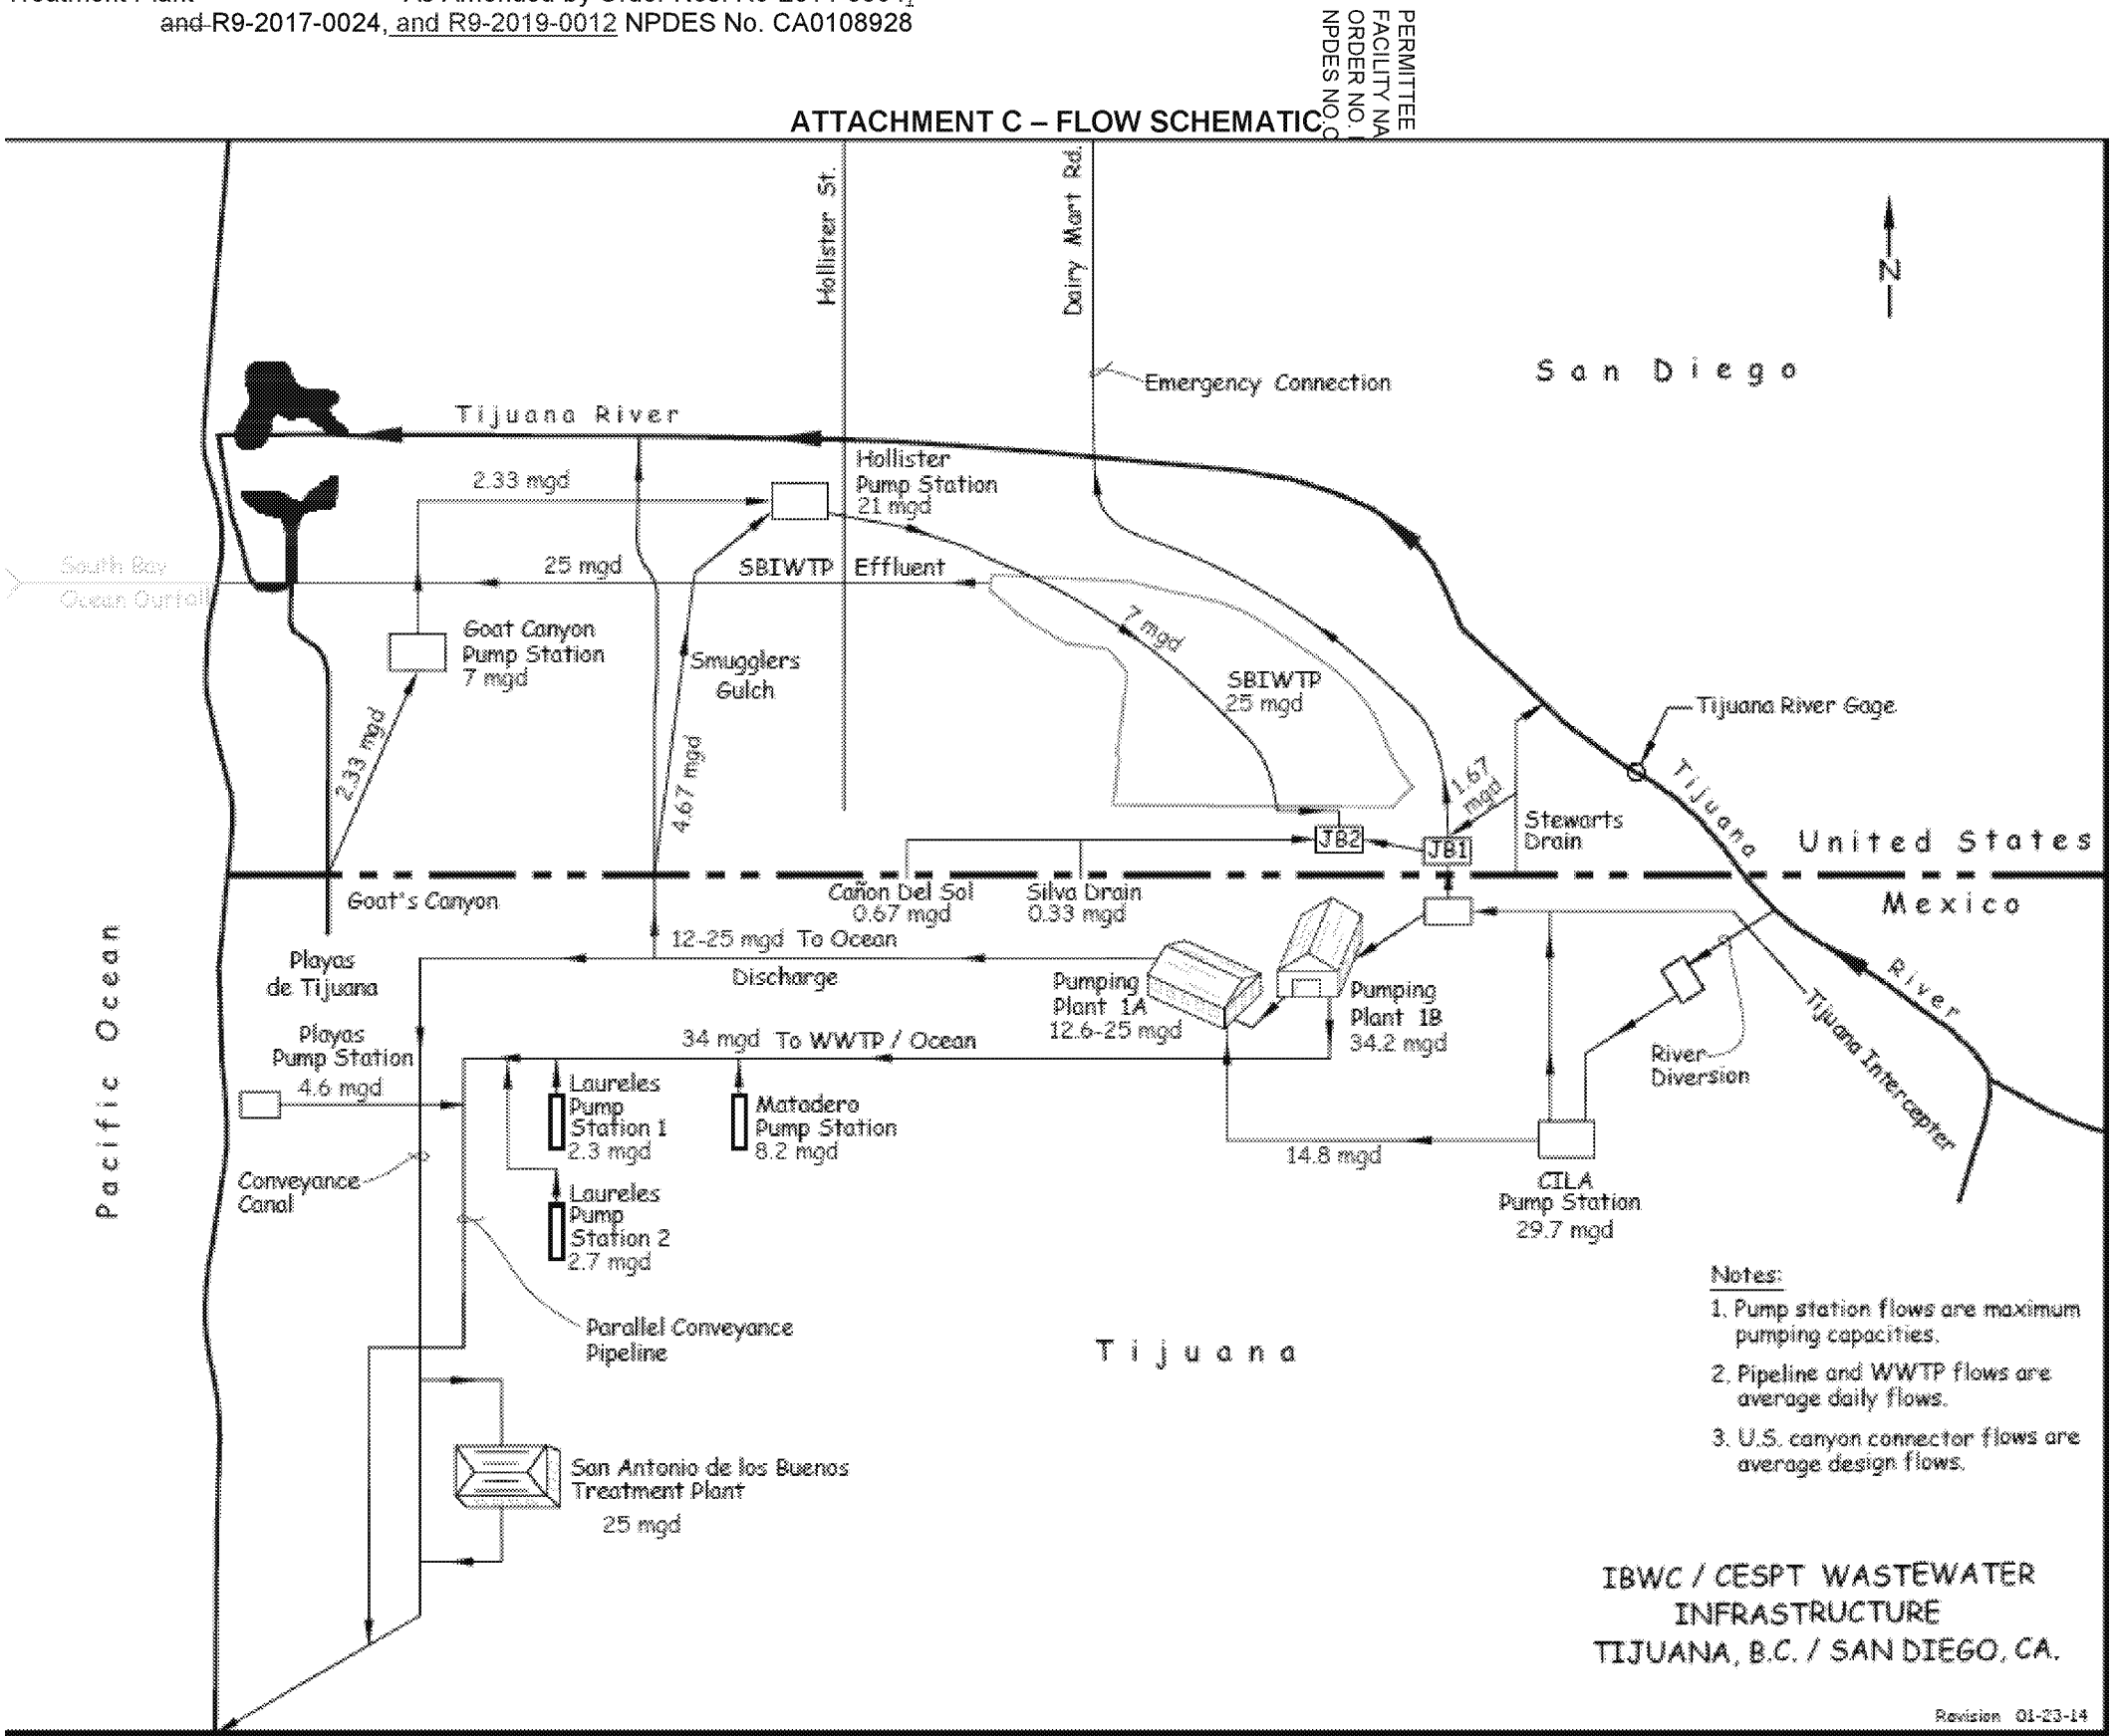 and R9-2017-0024, and R9-2019-0012 NPDES No. CA0108928
PERMITTEE
FACILITY NA
ORDER NO.
NPDES NO.
ATTACHMENT C – FLOW SCHEMATIC
Hollister St.
Dairy Mart Rd.
N
San Diego
Emergency Connection
Tijuana River
2.33 mgd
Hollister
Pump Station
21 mgd
South Bay
Ocean Ourfall
25 mgd
SBIWTP Effluent
7 mgd
Goat Canyon
Pump Station
7 mgd
Smugglers
Gulch
SBIWTP
25 mgd
Tijuana River Gage
2.33 mgd
4.67 mgd
1.67
mgd
Stewarts
Drain
Tijuana
River
JB2
JB1
United States
Mexico
Goat's Canyon
Cañon Del Sol
0.67 mgd
Silva Drain
0.33 mgd
Playas
de Tijuana
12-25 mgd To Ocean
Discharge
Pumping
Plant 1A
12.6-25 mgd
Pumping
Plant 1B
34.2 mgd
River
Diversion
Tijuana Intercepter
Pacific Ocean
Playas
Pump Station
4.6 mgd
34 mgd To WWTP / Ocean
Laureles
Pump
Station 1
2.3 mgd
Matadero
Pump Station
8.2 mgd
14.8 mgd
CILA
Pump Station
29.7 mgd
Conveyance
Canal
Laureles
Pump
Station 2
2.7 mgd
Parallel Conveyance
Pipeline
Tijuana
San Antonio de los Buenos
Treatment Plant
25 mgd
Notes:
1. Pump station flows are maximum
pumping capacities.
2. Pipeline and WWTP flows are
average daily flows.
3. U.S. canyon connector flows are
average design flows.
IBWC / CESPT WASTEWATER
INFRASTRUCTURE
TIJUANA, B.C. / SAN DIEGO, CA.
Revision 01-23-14